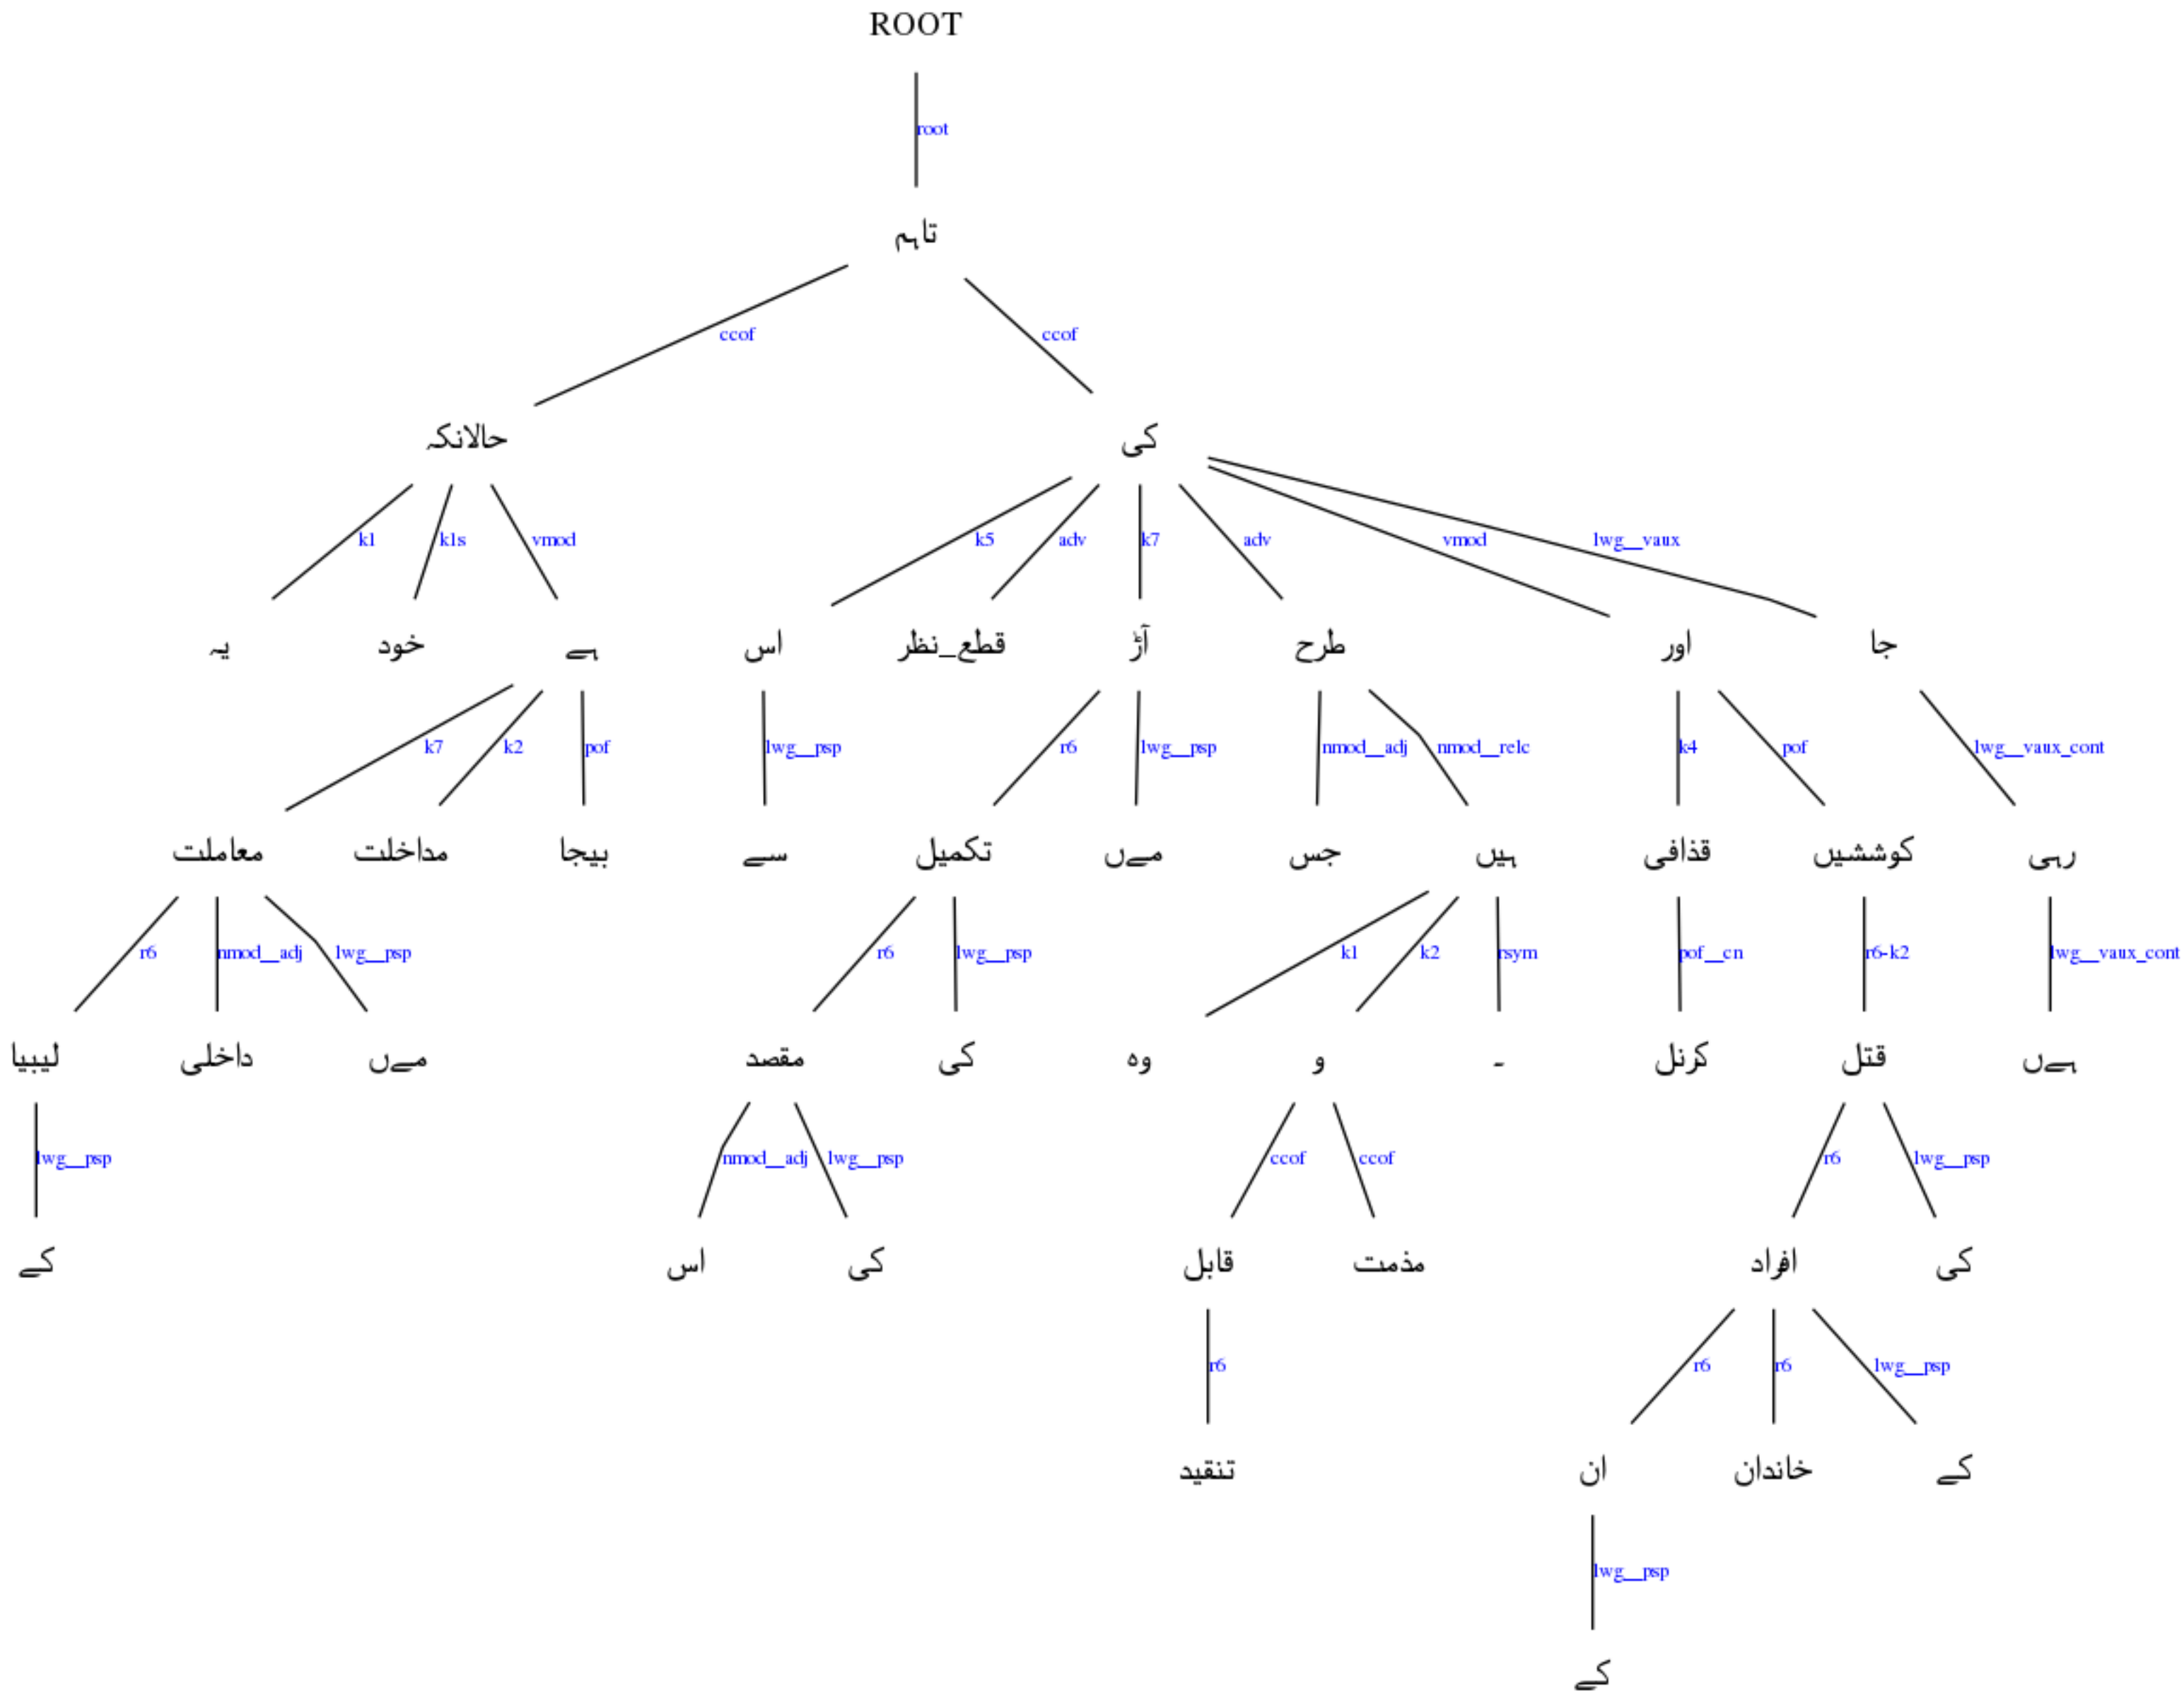 ROOT
root
تاہم
ccof ccof
حالانکہ کی
k1 k1s vmod k5 adv k7 adv vmod lwg__vaux
یہ خود ہے اس قطع_نظر آڑ طرح اور جا
k7 k2 pof lwg__psp r6 lwg__psp nmod__adj nmod__relc k4 pof lwg__vaux_cont
معاملت مداخلت بیجا سے تکمیل مےں جس ہیں قذافی کوششیں رہی
r6 nmod__adj lwg__psp r6 lwg__psp k1 k2 rsym pof__cn r6-k2 lwg__vaux_cont
لیبیا داخلی مےں مقصد کی وہ و ۔ کرنل قتل ہےں
lwg__psp nmod__adj lwg__psp ccof ccof r6 lwg__psp
کے اس کی قابل مذمت افراد کی
r6 r6 r6 lwg__psp
تنقید ان خاندان کے
lwg__psp
کے